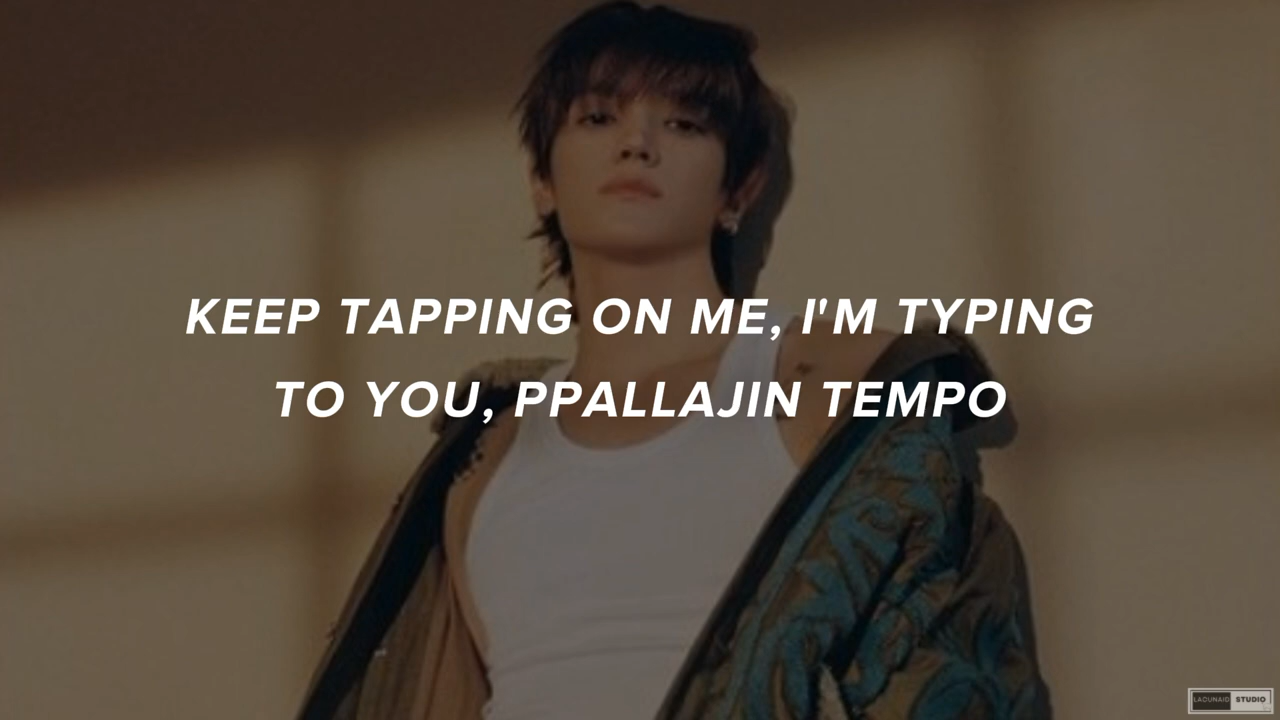 KEEP TAPPING ON ME, I'M TYPING
TO YOU, PPALLAJIN TEMPO
LACUNAID STUDIO